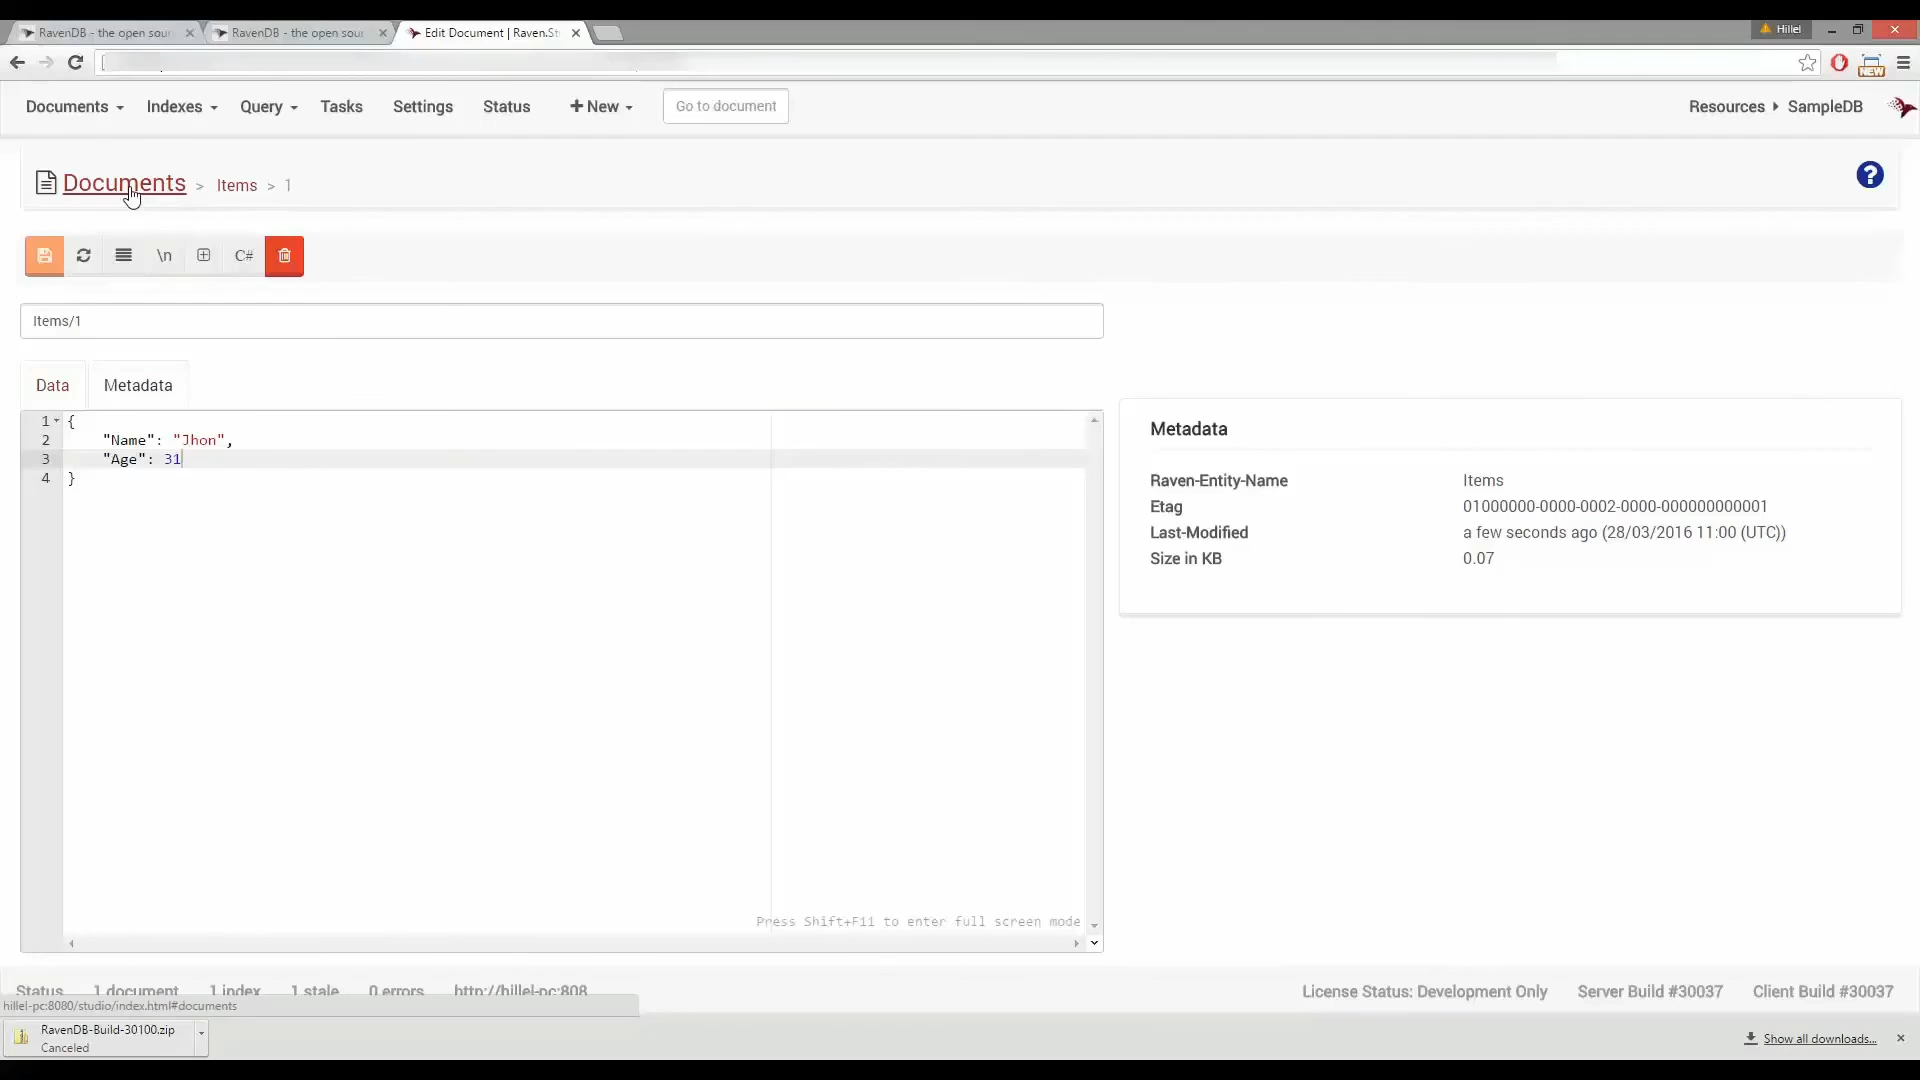 RavenDB - the open sour
RavenDB - the open sour
Edit Document | Raven.St
Hillel
NEW
Documents
Indexes
Query
Tasks
Settings
Status
+ New
Go to document
Resources
SampleDB
Documents > Items > 1
?
\n
C#
Items/1
Data
Metadata
1 {
2 "Name": "Jhon",
3 "Age": 31
4 }
Press Shift+F11 to enter full screen mode
Metadata
Raven-Entity-Name Items
Etag 01000000-0000-0002-0000-000000000001
Last-Modified a few seconds ago (28/03/2016 11:00 (UTC))
Size in KB 0.07
Status 1 document 1 index 1 stale 0 errors http://hillel-pc:808
License Status: Development Only Server Build #30037 Client Build #30037
hillel-pc:8080/studio/index.html#documents
RavenDB-Build-30100.zip
Canceled
Show all downloads...